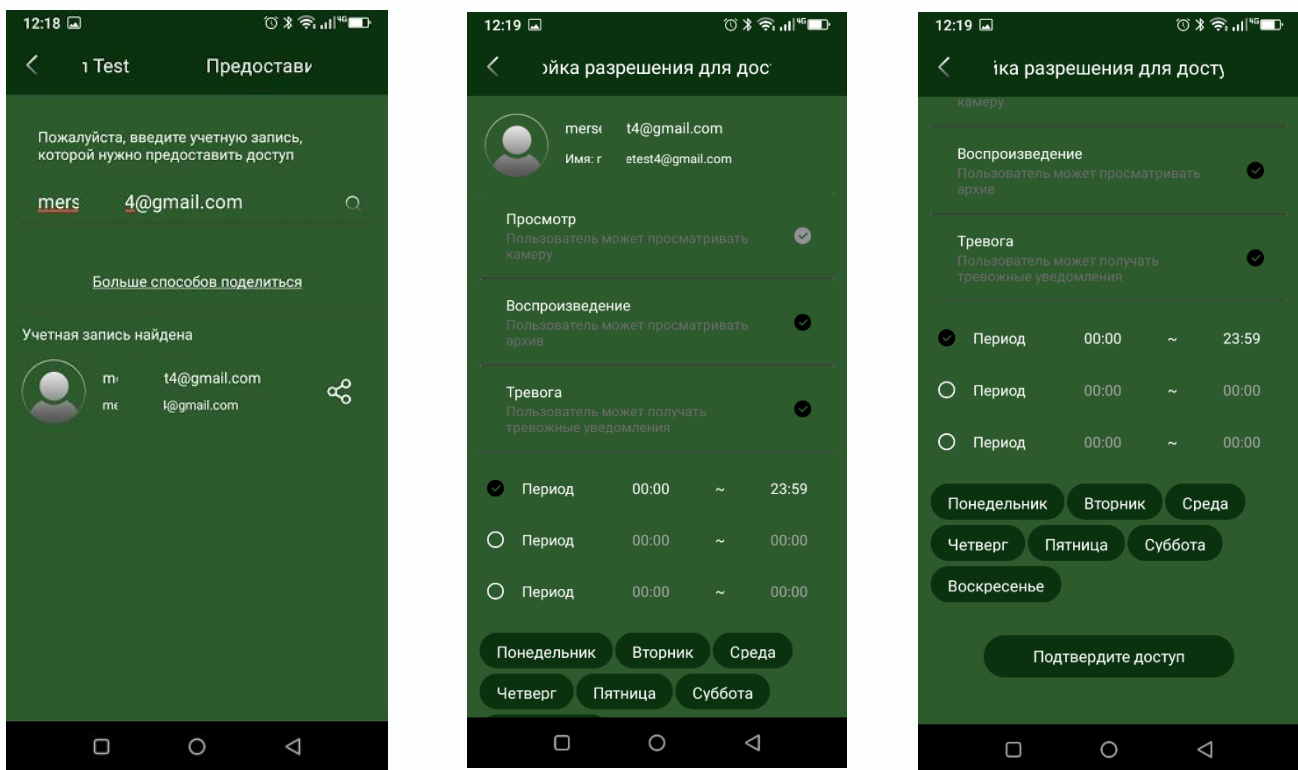 12:18
4G
Test Предостави
Пожалуйста, введите учетную запись,
которой нужно предоставить доступ
mers 4@gmail.com
Больше способов поделиться
Учетная запись найдена
t4@gmail.com
@gmail.com
12:19
4G
ойка разрешения для дос
merse t4@gmail.com
Имя: r etest4@gmail.com
Просмотр
Пользователь может просматривать
камеру
Воспроизведение
Пользователь может просматривать
архив
Тревога
Пользователь может получать
тревожные уведомления
Период 00:00 ~ 23:59
Период 00:00 ~ 00:00
Период 00:00 ~ 00:00
Понедельник Вторник Среда
Четверг Пятница Суббота
12:19
4G
йка разрешения для досту
камеру
Воспроизведение
Пользователь может просматривать
архив
Тревога
Пользователь может получать
тревожные уведомления
Период 00:00 ~ 23:59
Период 00:00 ~ 00:00
Период 00:00 ~ 00:00
Понедельник Вторник Среда
Четверг Пятница Суббота
Воскресенье
Подтвердите доступ